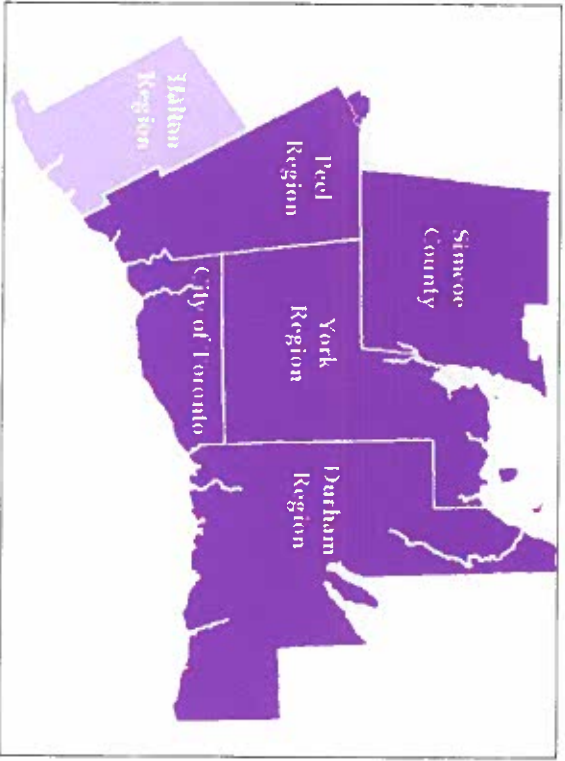 Simcoe
County
Peel
Region
York
Region
Durham
Region
Halton
Region
City of Toronto